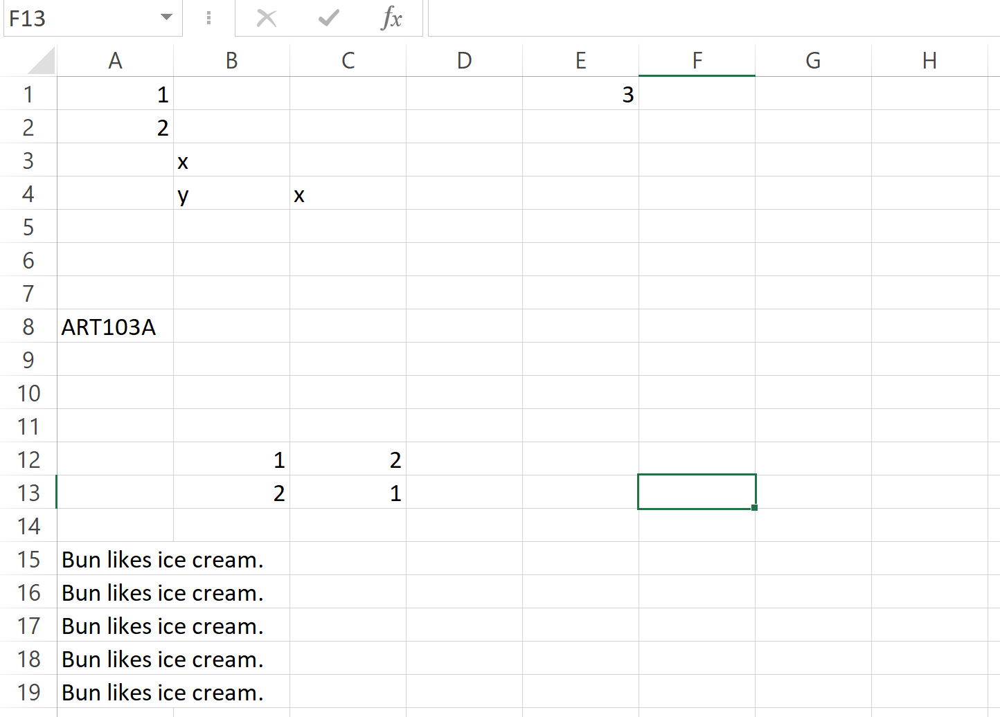 F13 fx
A B C D E F G H
1 1 3
2 2
3 x
4 y x
5
6
7
8 ART103A
9
10
11
12 1 2
13 2 1
14
15 Bun likes ice cream.
16 Bun likes ice cream.
17 Bun likes ice cream.
18 Bun likes ice cream.
19 Bun likes ice cream.